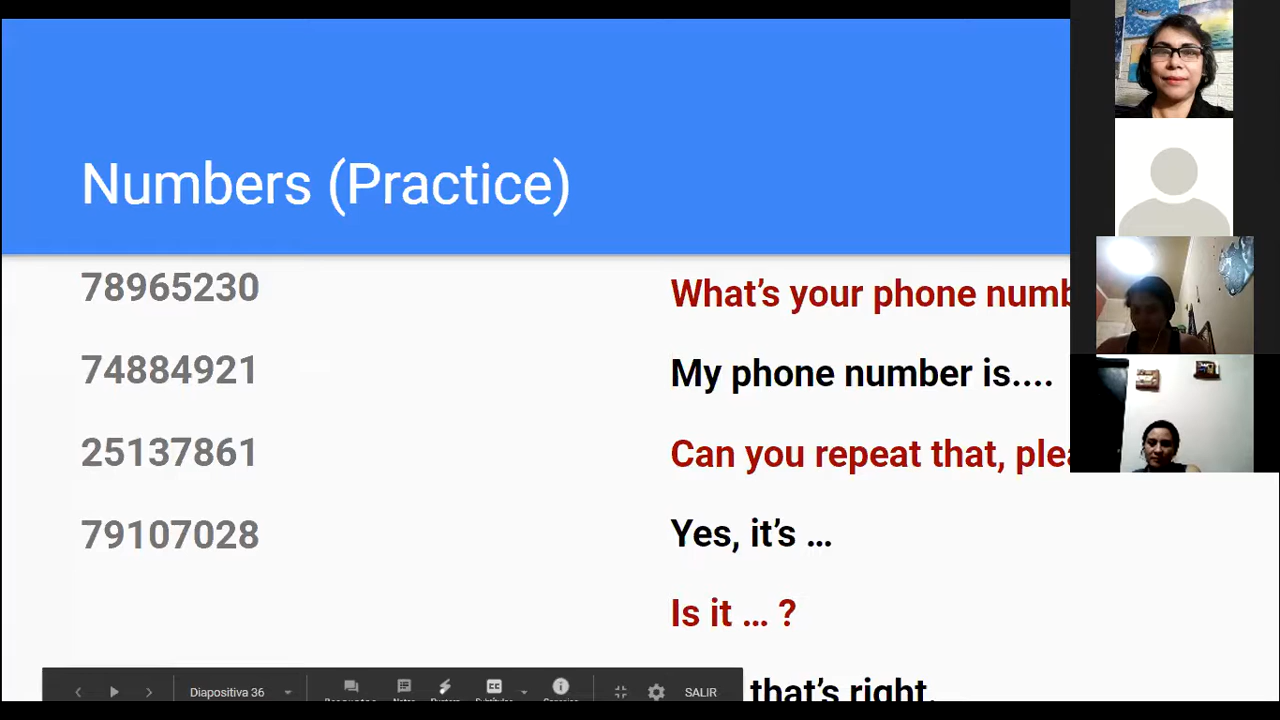 Numbers (Practice)
78965230
74884921
25137861
79107028
What's your phone numb
My phone number is....
Can you repeat that, plea
Yes, it's ...
Is it ... ?
that's right.
Diapositiva 36
SALIR